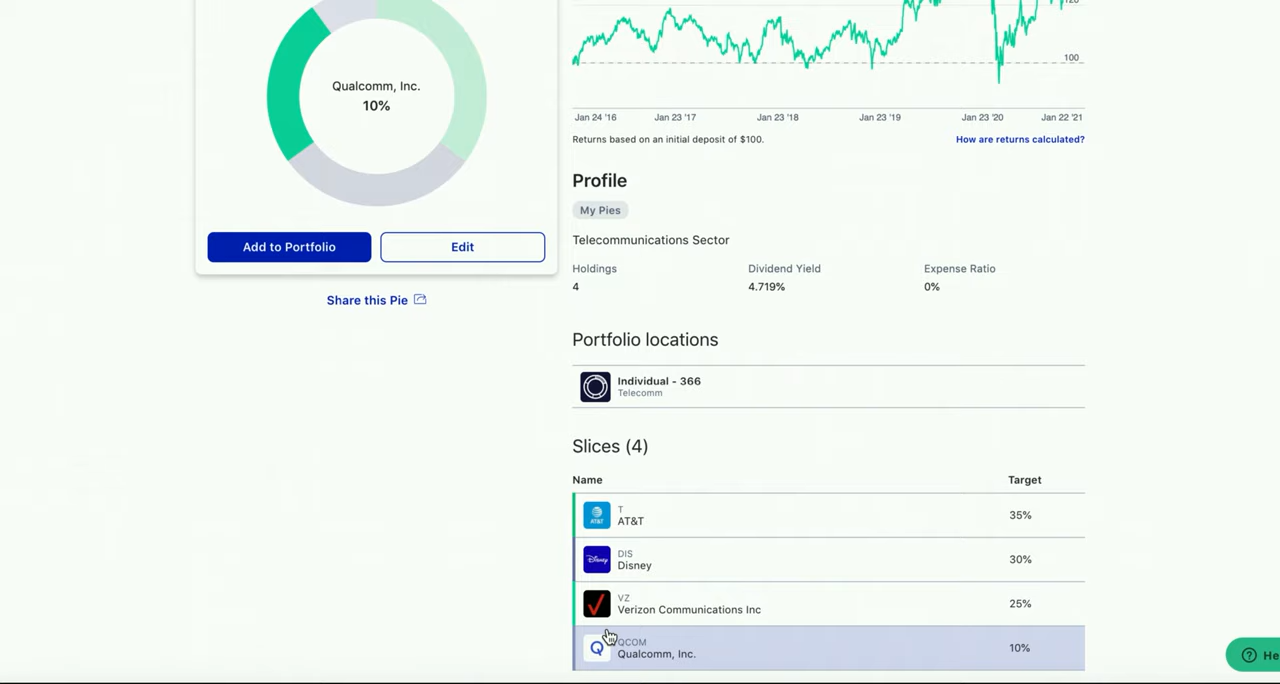 Qualcomm, Inc.
10%
Add to Portfolio
Edit
Share this Pie
120
100
Jan 24 '16
Jan 23 '17
Jan 23 '18
Jan 23 '19
Jan 23 '20
Jan 22 '21
Returns based on an initial deposit of $100.
How are returns calculated?
Profile
My Pies
Telecommunications Sector
Holdings
Dividend Yield
Expense Ratio
4
4.719%
0%
Portfolio locations
Individual - 366
Telecomm
Slices (4)
Name
Target
AT&T
T
AT&T
35%
Disney
DIS
Disney
30%
VZ
Verizon Communications Inc
25%
Q
QCOM
Qualcomm, Inc.
10%
? He